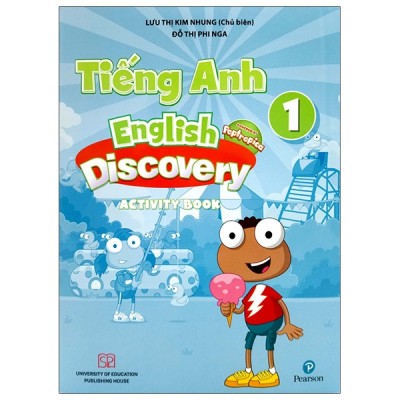 LƯU THỊ KIM NHUNG (Chủ biên)
ĐỖ THỊ PHI NGA
Tiếng Anh 1
English
Poptropica
Discovery
ACTIVITY BOOK
UNIVERSITY OF EDUCATION
PUBLISHING HOUSE
Pearson